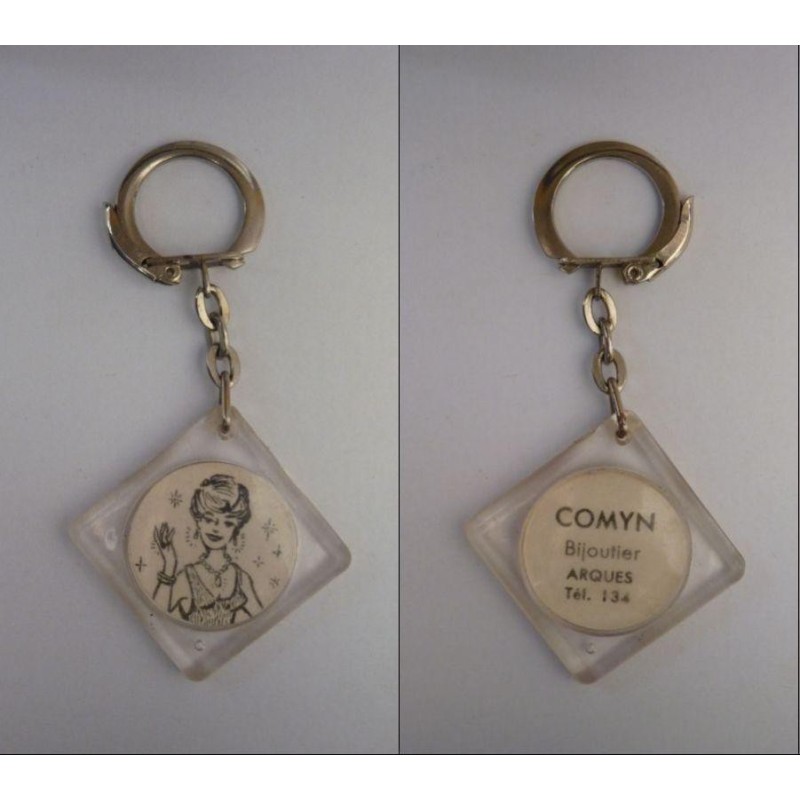 COMYN
Bijoutier
ARQUES
Tél. 134